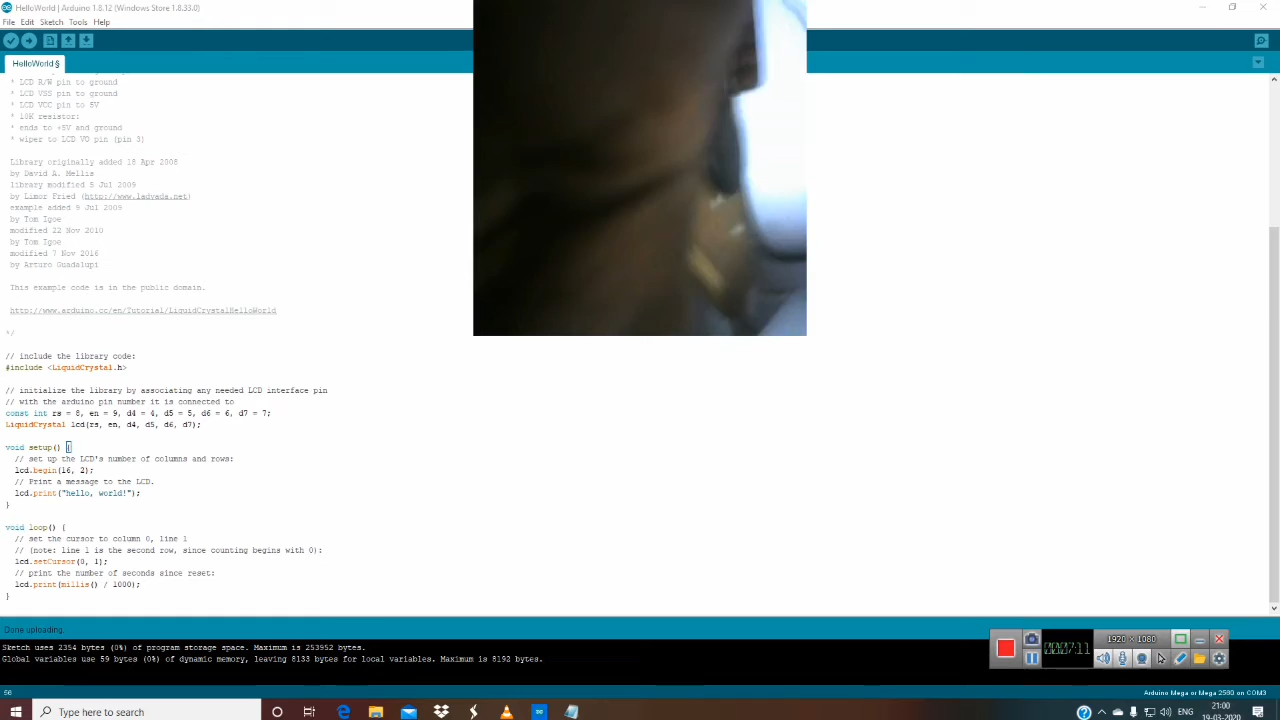 HelloWorld | Arduino 1.8.12 (Windows Store 1.8.33.0)
File Edit Sketch Tools Help
HelloWorld §
* LCD R/W pin to ground
* LCD VSS pin to ground
* LCD VCC pin to 5V
* 10K resistor:
* ends to +5V and ground
* wiper to LCD VO pin (pin 3)
Library originally added 18 Apr 2008
by David A. Mellis
library modified 5 Jul 2009
by Limor Fried (http://www.ladyada.net)
example added 9 Jul 2009
by Tom Igoe
modified 22 Nov 2010
by Tom Igoe
modified 7 Nov 2016
by Arturo Guadalupi
This example code is in the public domain.
http://www.arduino.cc/en/Tutorial/LiquidCrystalHelloWorld
*/
// include the library code:
#include <LiquidCrystal.h>
// initialize the library by associating any needed LCD interface pin
// with the arduino pin number it is connected to
const int rs = 8, en = 9, d4 = 4, d5 = 5, d6 = 6, d7 = 7;
LiquidCrystal lcd(rs, en, d4, d5, d6, d7);
void setup() {
// set up the LCD's number of columns and rows:
lcd.begin(16, 2);
// Print a message to the LCD.
lcd.print("hello, world!");
}
void loop() {
// set the cursor to column 0, line 1
// (note: line 1 is the second row, since counting begins with 0):
lcd.setCursor(0, 1);
// print the number of seconds since reset:
lcd.print(millis() / 1000);
}
Done uploading.
Sketch uses 2354 bytes (0%) of program storage space. Maximum is 253952 bytes.
Global variables use 59 bytes (0%) of dynamic memory, leaving 8133 bytes for local variables. Maximum is 8192 bytes.
1920 × 1080
56
Arduino Mega or Mega 2560 on COM3
Type here to search
21:00
19-03-2020